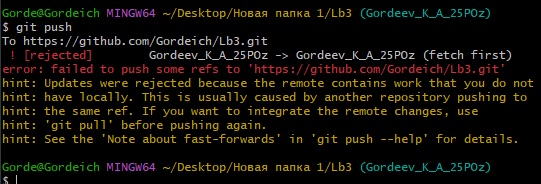 Gorde@Gordeich MINGW64 ~/Desktop/Новая папка 1/Lb3 (Gordeev_K_A_25POz)
$ git push
To https://github.com/Gordeich/Lb3.git
 ! [rejected]        Gordeev_K_A_25POz -> Gordeev_K_A_25POz (fetch first)
error: failed to push some refs to 'https://github.com/Gordeich/Lb3.git'
hint: Updates were rejected because the remote contains work that you do not
hint: have locally. This is usually caused by another repository pushing to
hint: the same ref. If you want to integrate the remote changes, use
hint: 'git pull' before pushing again.
hint: See the 'Note about fast-forwards' in 'git push --help' for details.
Gorde@Gordeich MINGW64 ~/Desktop/Новая папка 1/Lb3 (Gordeev_K_A_25POz)
$